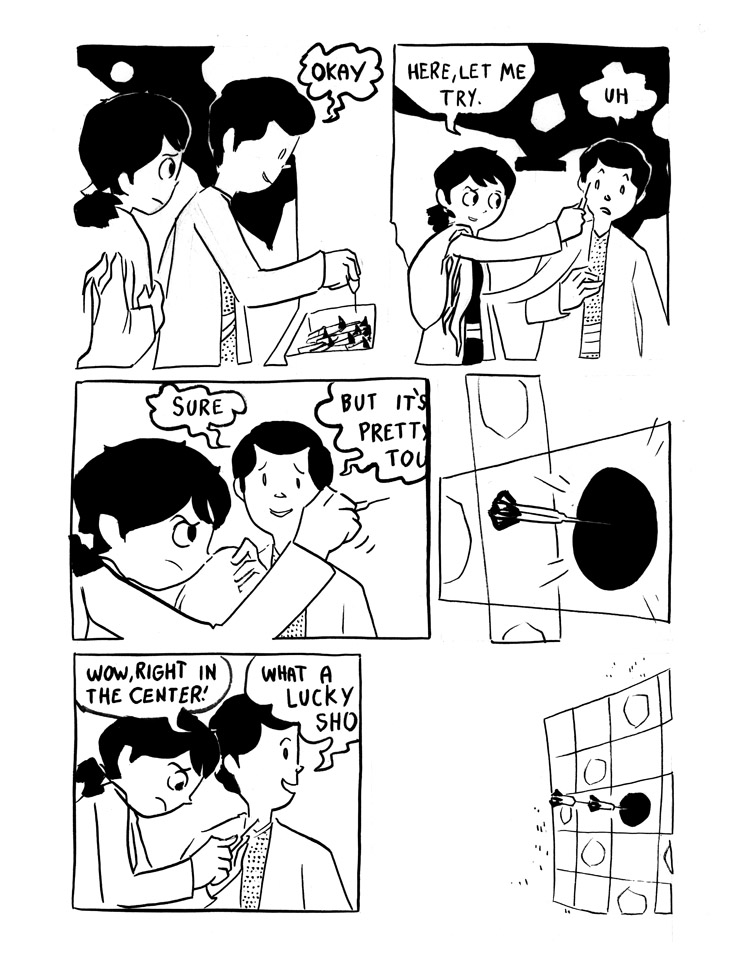 OKAY
HERE, LET ME
TRY.
UH
SURE
BUT IT'S
PRETTY
TOU
WOW, RIGHT IN
THE CENTER!
WHAT A
LUCKY
SHO